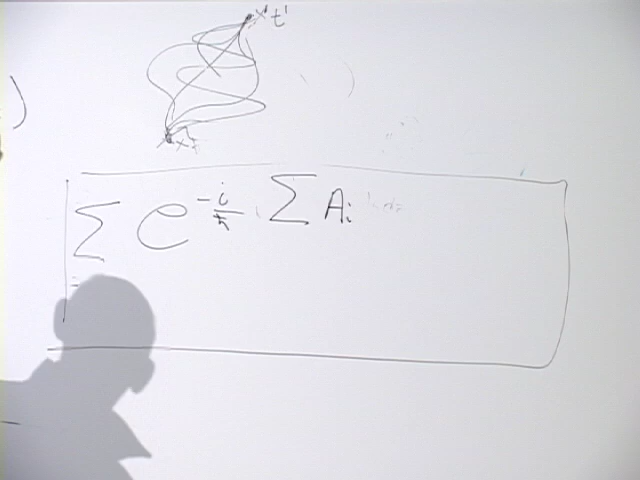 x' t'
x t
∑ e^{-i/ħ ∑ A_i}